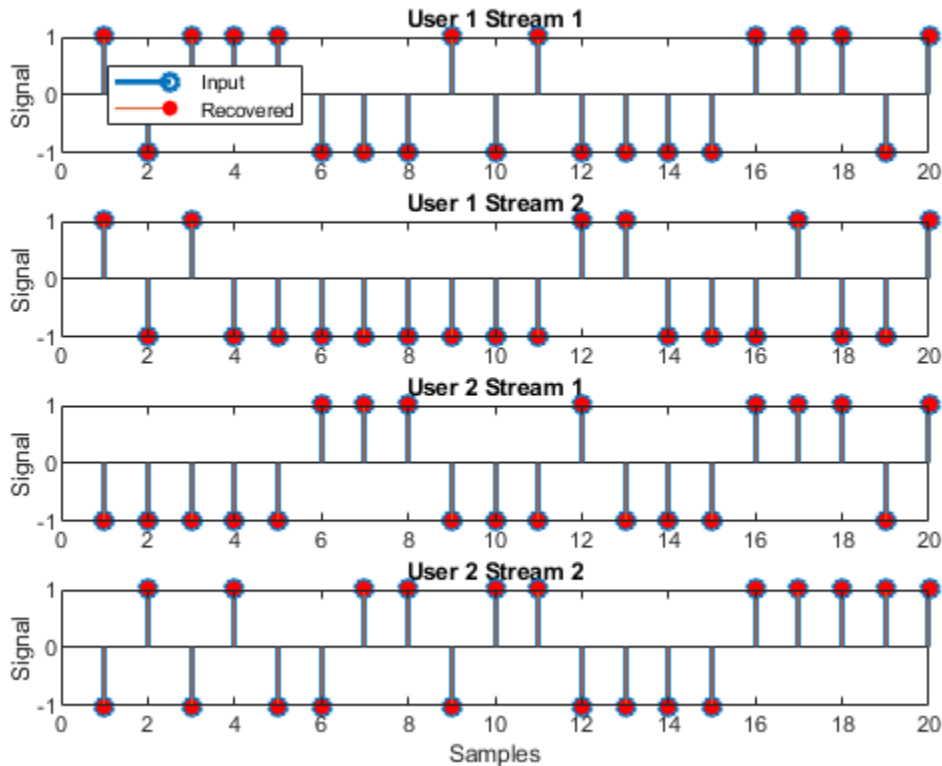 User 1 Stream 1
1
0
-1
Signal
Input
Recovered
0 2 4 6 8 10 12 14 16 18 20
User 1 Stream 2
1
0
-1
Signal
0 2 4 6 8 10 12 14 16 18 20
User 2 Stream 1
1
0
-1
Signal
0 2 4 6 8 10 12 14 16 18 20
User 2 Stream 2
1
0
-1
Signal
0 2 4 6 8 10 12 14 16 18 20
Samples